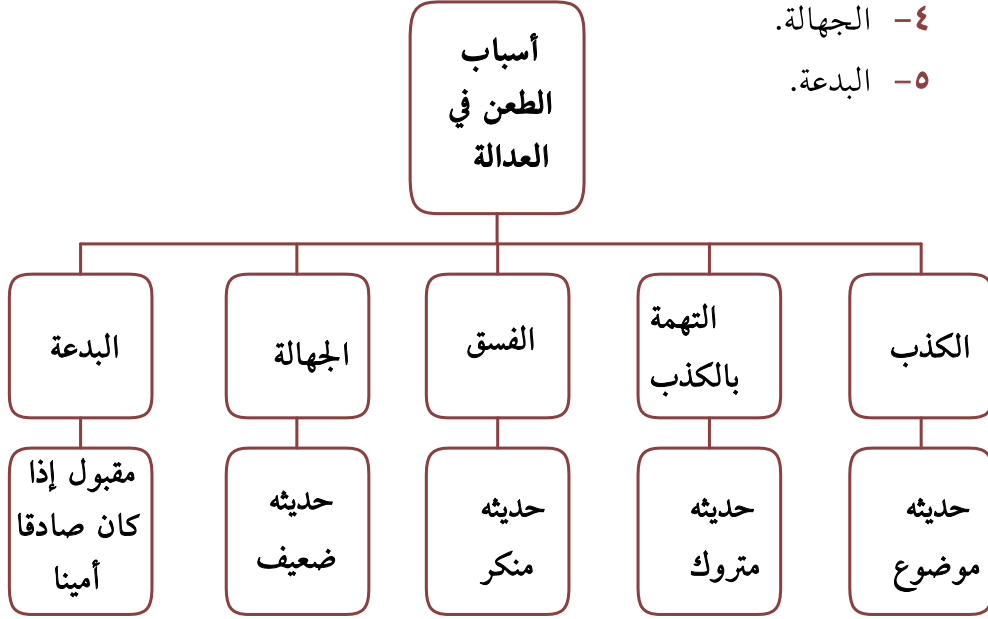 ٤- الجهالة.
٥- البدعة.
أسباب
الطعن في
العدالة
الكذب
التهمة
بالكذب
الفسق
الجهالة
البدعة
حديثه
موضوع
حديثه
متروك
حديثه
منكر
حديثه
ضعيف
مقبول إذا
كان صادقا
أمينا